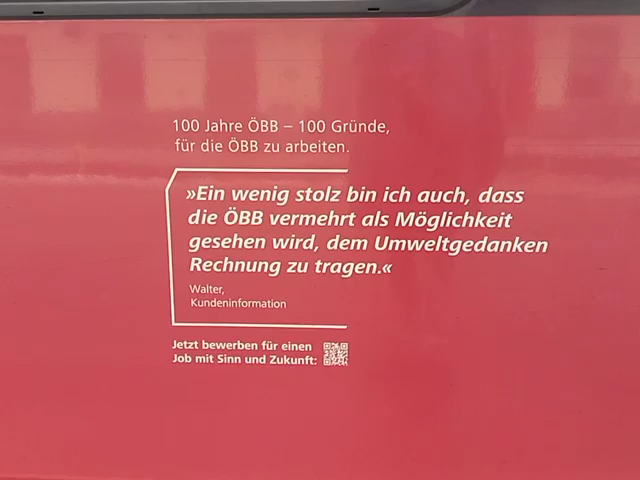 100 Jahre ÖBB – 100 Gründe,
für die ÖBB zu arbeiten.
»Ein wenig stolz bin ich auch, dass
die ÖBB vermehrt als Möglichkeit
gesehen wird, dem Umweltgedanken
Rechnung zu tragen.«
Walter,
Kundeninformation
Jetzt bewerben für einen
Job mit Sinn und Zukunft: